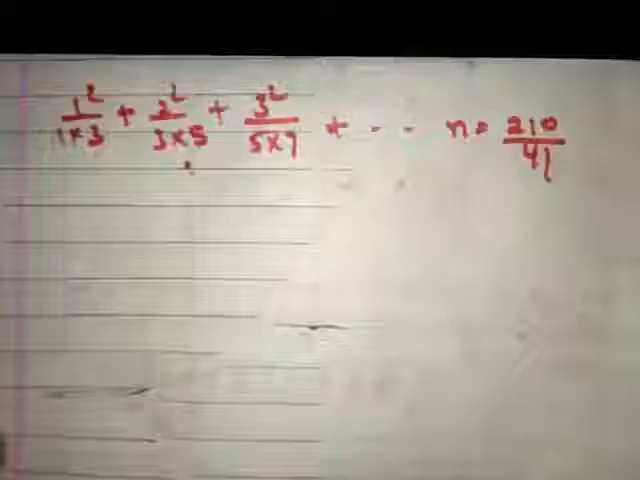 1²/1×3 + 2²/3×5 + 3²/5×7 + - - n = 210/41